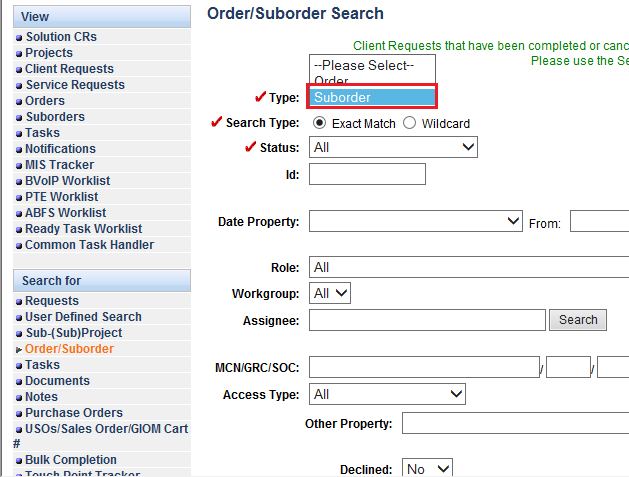 View
Solution CRs
Projects
Client Requests
Service Requests
Orders
Suborders
Tasks
Notifications
MIS Tracker
BVoIP Worklist
PTE Worklist
ABFS Worklist
Ready Task Worklist
Common Task Handler
Search for
Requests
User Defined Search
Sub-(Sub)Project
Order/Suborder
Tasks
Documents
Notes
Purchase Orders
USOs/Sales Order/GIOM Cart
#
Bulk Completion
Touch Point Tracker
Order/Suborder Search
Client Requests that have been completed or canc
Please use the Se
--Please Select--
Order
Type: Suborder
Search Type: Exact Match Wildcard
Status: All
Id:
Date Property: From:
Role: All
Workgroup: All
Assignee: Search
MCN/GRC/SOC: / /
Access Type: All
Other Property:
Declined: No